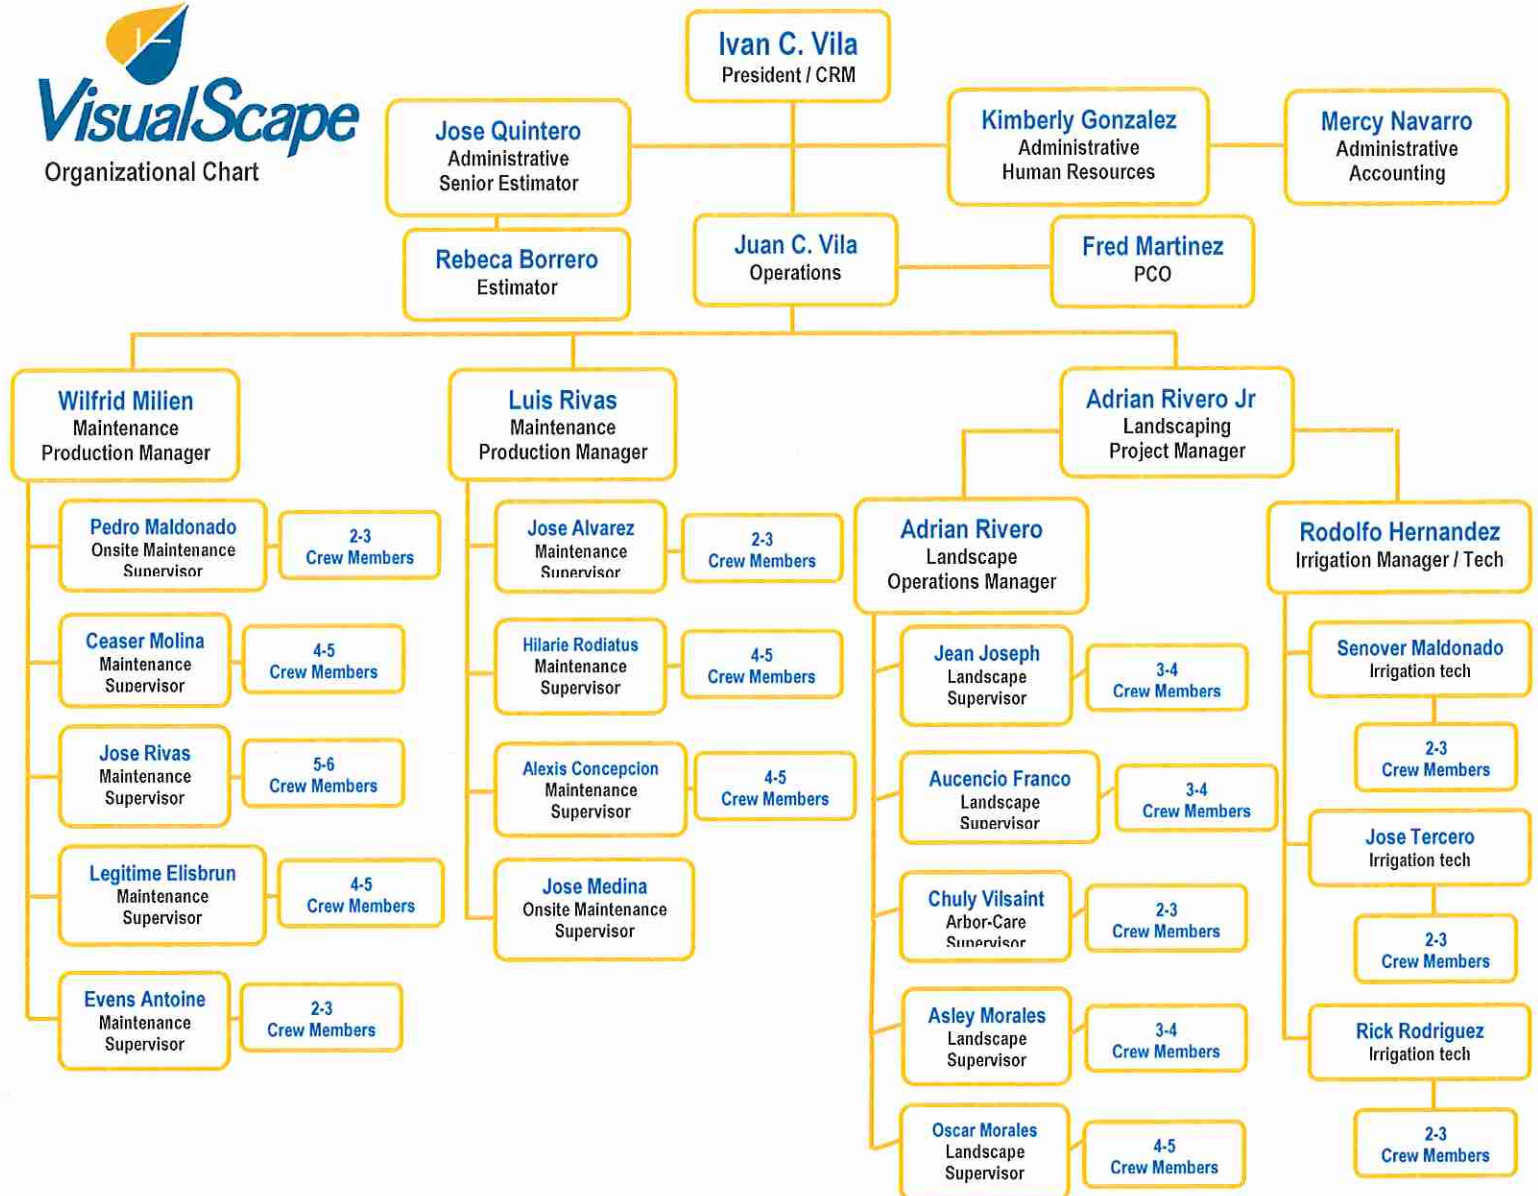 VisualScape
Organizational Chart
Ivan C. Vila
President / CRM
Jose Quintero
Administrative
Senior Estimator
Kimberly Gonzalez
Administrative
Human Resources
Mercy Navarro
Administrative
Accounting
Rebeca Borrero
Estimator
Juan C. Vila
Operations
Fred Martinez
PCO
Wilfrid Milien
Maintenance
Production Manager
Luis Rivas
Maintenance
Production Manager
Adrian Rivero Jr
Landscaping
Project Manager
Pedro Maldonado
Onsite Maintenance
Supervisor
2-3
Crew Members
Ceaser Molina
Maintenance
Supervisor
4-5
Crew Members
Jose Rivas
Maintenance
Supervisor
5-6
Crew Members
Legitime Elisbrun
Maintenance
Supervisor
4-5
Crew Members
Evens Antoine
Maintenance
Supervisor
2-3
Crew Members
Jose Alvarez
Maintenance
Supervisor
2-3
Crew Members
Hilarie Rodiatus
Maintenance
Supervisor
4-5
Crew Members
Alexis Concepcion
Maintenance
Supervisor
4-5
Crew Members
Jose Medina
Onsite Maintenance
Supervisor
Adrian Rivero
Landscape
Operations Manager
Jean Joseph
Landscape
Supervisor
3-4
Crew Members
Aucencio Franco
Landscape
Supervisor
3-4
Crew Members
Chuly Vilsaint
Arbor-Care
Supervisor
2-3
Crew Members
Asley Morales
Landscape
Supervisor
3-4
Crew Members
Oscar Morales
Landscape
Supervisor
4-5
Crew Members
Rodolfo Hernandez
Irrigation Manager / Tech
Senover Maldonado
Irrigation tech
2-3
Crew Members
Jose Tercero
Irrigation tech
2-3
Crew Members
Rick Rodriguez
Irrigation tech
2-3
Crew Members